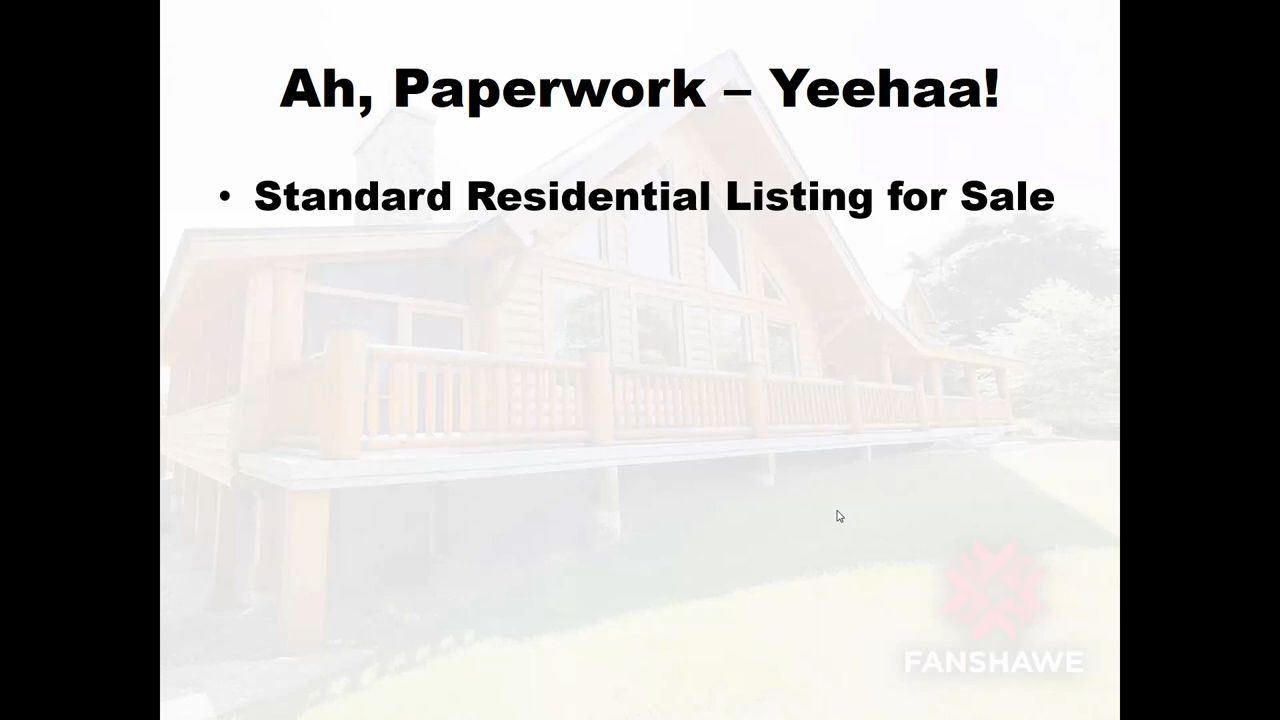 Ah, Paperwork – Yeehaa!
• Standard Residential Listing for Sale
FANSHAWE